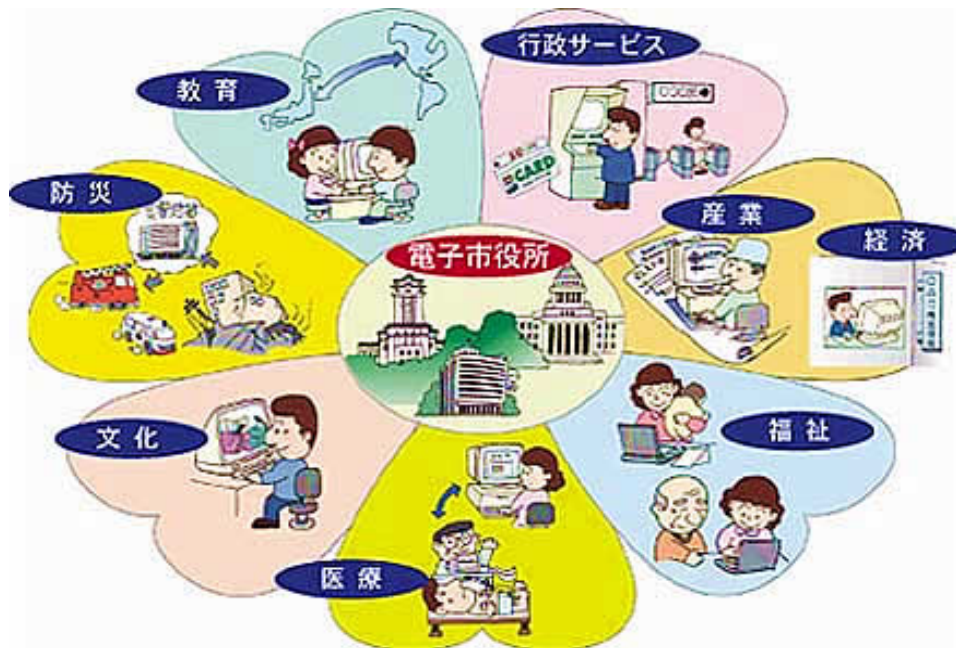 行政サービス
教育
防災
産業
経済
電子市役所
CARD
文化
福祉
医療